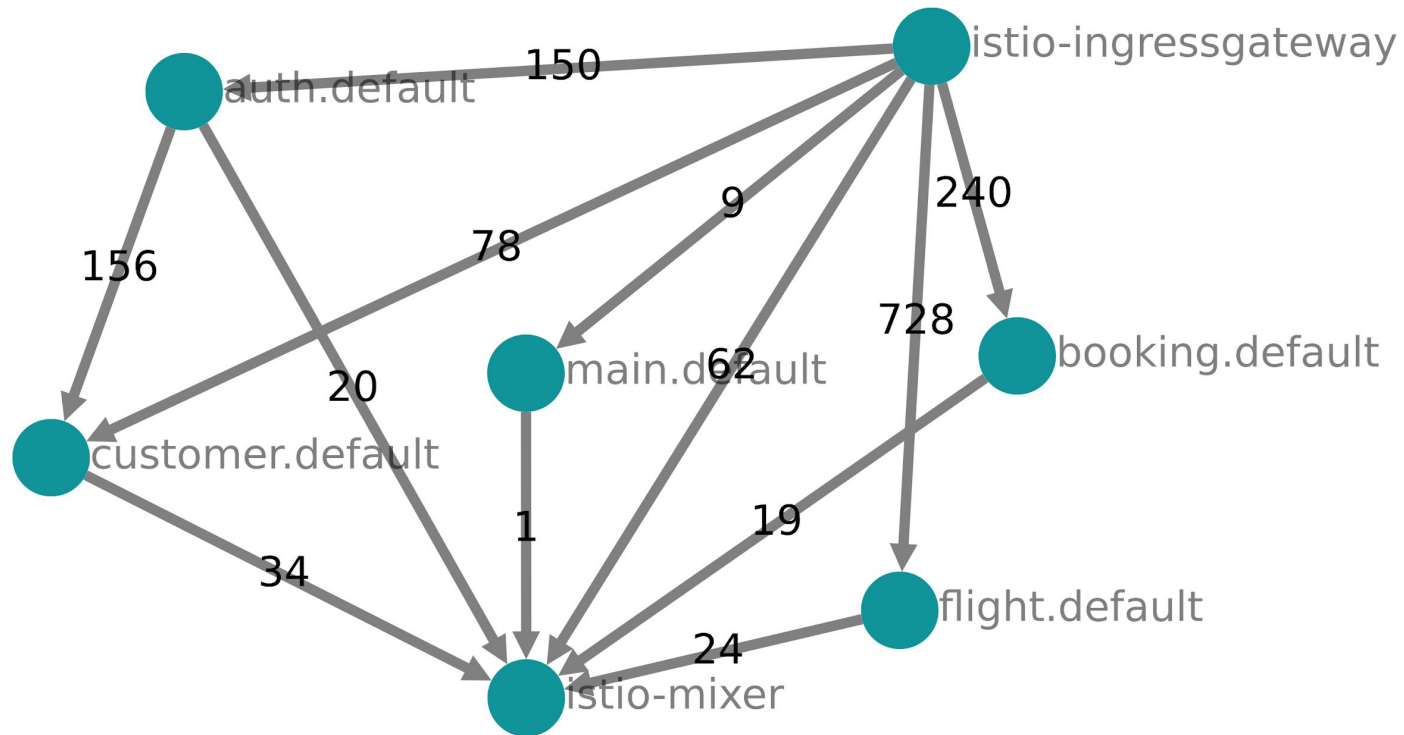 istio-ingressgateway
150
auth.default
240
9
78
156
728
booking.default
62
main.default
20
customer.default
19
1
34
flight.default
24
istio-mixer